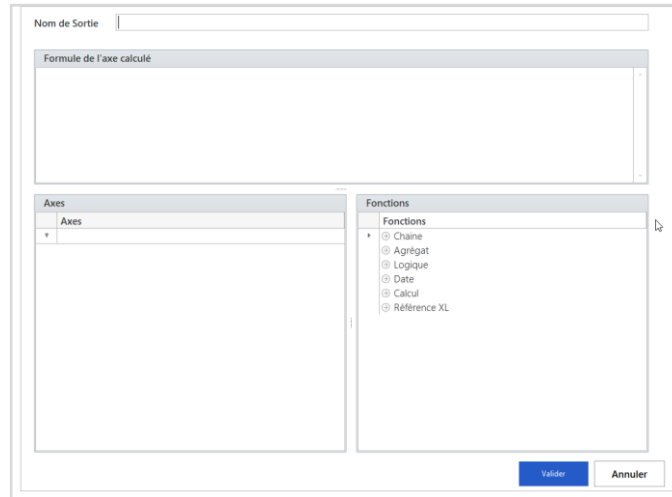 Nom de Sortie
Formule de l'axe calculé
Axes
Axes
Fonctions
Fonctions
Chaine
Agrégat
Logique
Date
Calcul
Référence XL
Valider
Annuler